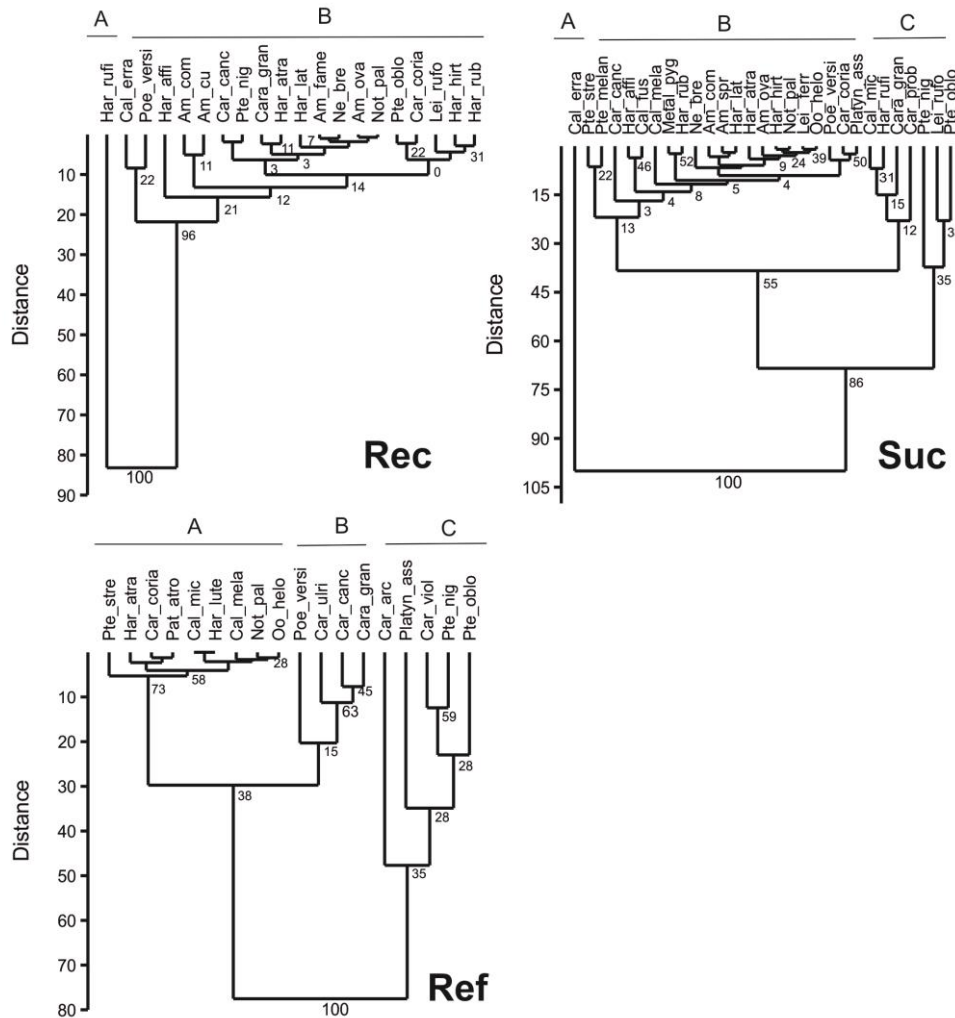 A
B
Har_rufi
Cal_erra
Poe_versi
Har_affi
Am_com
Am_cu
Car_canc
Pte_nig
Cara_gran
Har_atra
Har_lat
Am_fame
Ne_bre
Am_ova
Not_pal
Pte_oblo
Car_coria
Lei_rufo
Har_hirt
Har_rub
Distance
10
20
30
40
50
60
70
80
90
22
11
11
7
3
3
22
31
0
14
12
21
96
100
Rec
A
B
C
Cal_erra
Pte_stre
Pte_melan
Car_canc
Har_affi
Cal_fus
Cal_mela
Metal_pyg
Har_rub
Ne_bre
Am_com
Am_spr
Har_lat
Har_atra
Am_ova
Har_hirt
Not_pal
Lei_ferr
Oo_helo
Poe_versi
Car_coria
Platyn_ass
Cal_mic
Har_rufi
Cara_gran
Car_prob
Pte_nig
Lei_rufo
Pte_oblo
Distance
15
30
45
60
75
90
105
22
46
52
9
24
39
50
31
5
4
8
4
3
13
15
12
3
35
55
86
100
Suc
A
B
C
Pte_stre
Har_atra
Car_coria
Pat_atro
Cal_mic
Har_lute
Cal_mela
Not_pal
Oo_helo
Poe_versi
Car_ulri
Car_canc
Cara_gran
Car_arc
Platyn_ass
Car_viol
Pte_nig
Pte_oblo
Distance
10
20
30
40
50
60
70
80
28
58
73
45
63
15
38
59
28
28
35
100
Ref